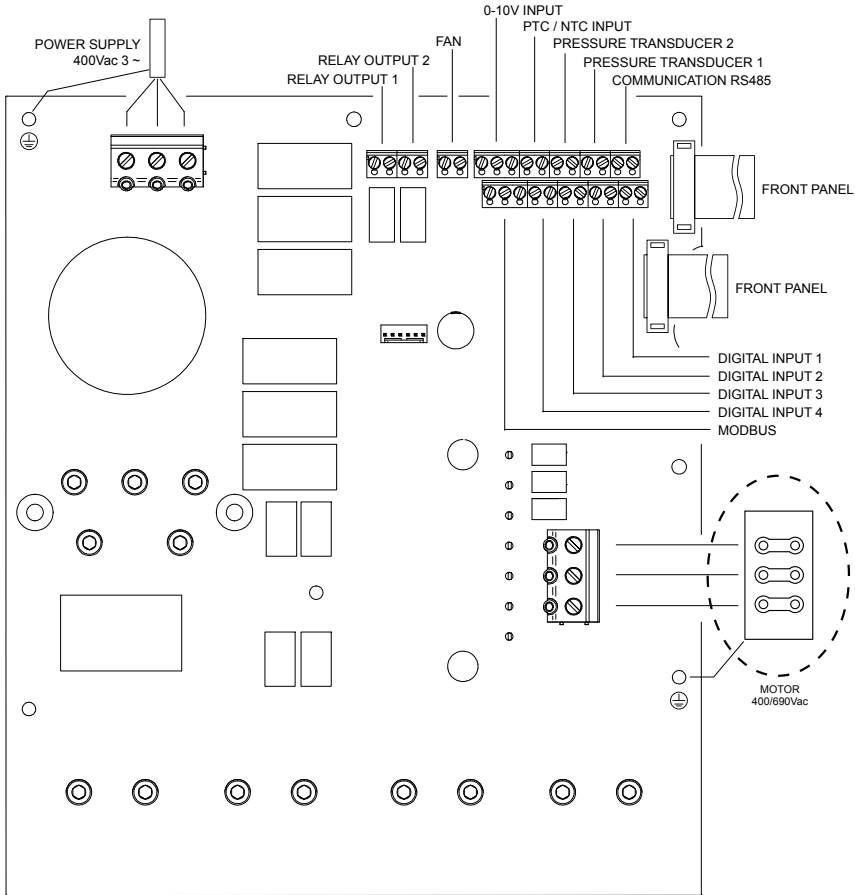 0-10V INPUT
PTC / NTC INPUT
POWER SUPPLY
400Vac 3 ~
FAN
PRESSURE TRANSDUCER 2
RELAY OUTPUT 2
PRESSURE TRANSDUCER 1
RELAY OUTPUT 1
COMMUNICATION RS485
FRONT PANEL
FRONT PANEL
DIGITAL INPUT 1
DIGITAL INPUT 2
DIGITAL INPUT 3
DIGITAL INPUT 4
MODBUS
MOTOR
400/690Vac